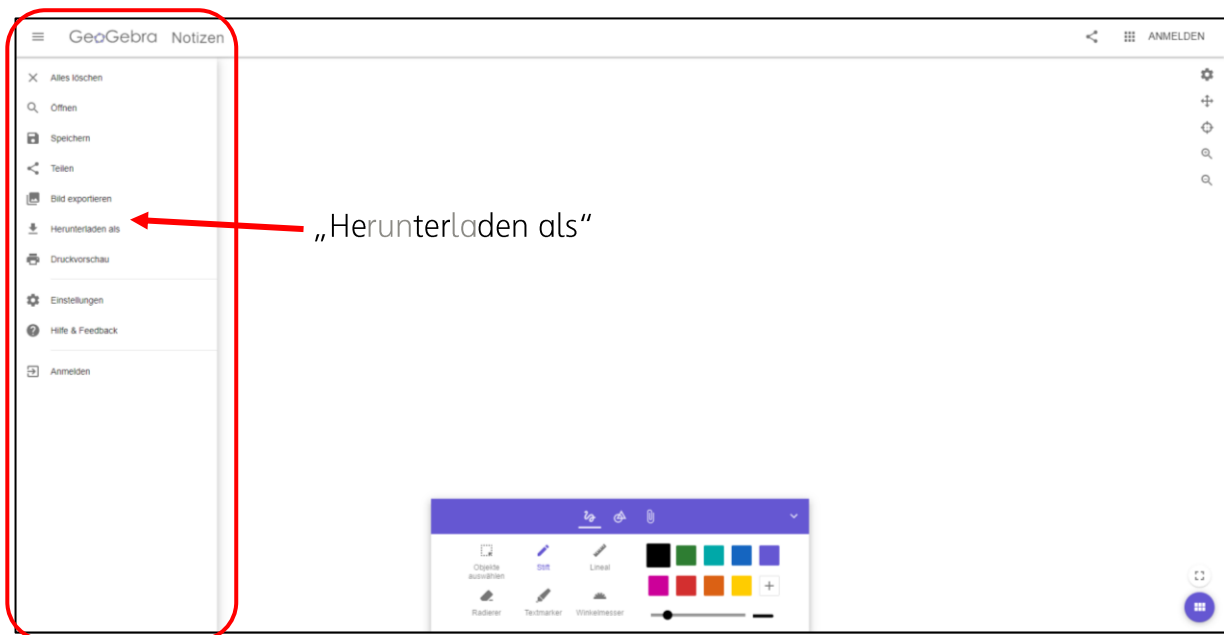 GeoGebra Notizen
ANMELDEN
Alles löschen
Öffnen
Speichern
Teilen
Bild exportieren
Herunterladen als
Druckvorschau
Einstellungen
Hilfe & Feedback
Anmelden
„Herunterladen als“
Objekte
auswählen
Stift
Lineal
Radierer
Textmarker
Winkelmesser